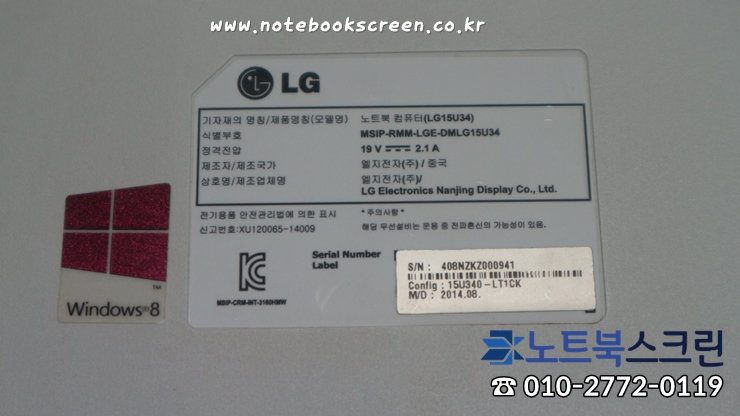 www.notebookscreen.co.kr
LG
기자재의 명칭/제품명칭(모델명) 노트북 컴퓨터(LG15U34)
식별부호 MSIP-RMM-LGE-DMLG15U34
정격전압 19 V ⎓ 2.1 A
제조자/제조국가 엘지전자(주) / 중국
상호명/제조업체명 엘지전자(주)/
LG Electronics Nanjing Display Co., Ltd.
전기용품 안전관리법에 의한 표시
신고번호:XU120065-14009
*주의사항*
해당 무선설비는 운용 중 전파혼신의 가능성이 있음.
Serial Number
Label
MSIP-CRM-INT-3160HMW
S/N : 408NZKZ000941
Config : 15U340-LT1CK
M/D : 2014.08.
Windows®8
TM
노트북스크린
☎ 010-2772-0119